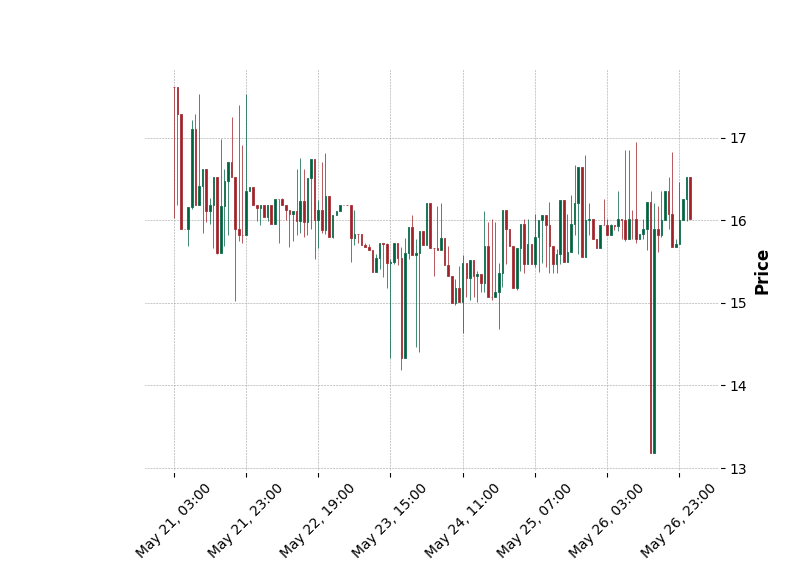 17
16
15
14
13
Price
May 21, 03:00
May 21, 23:00
May 22, 19:00
May 23, 15:00
May 24, 11:00
May 25, 07:00
May 26, 03:00
May 26, 23:00